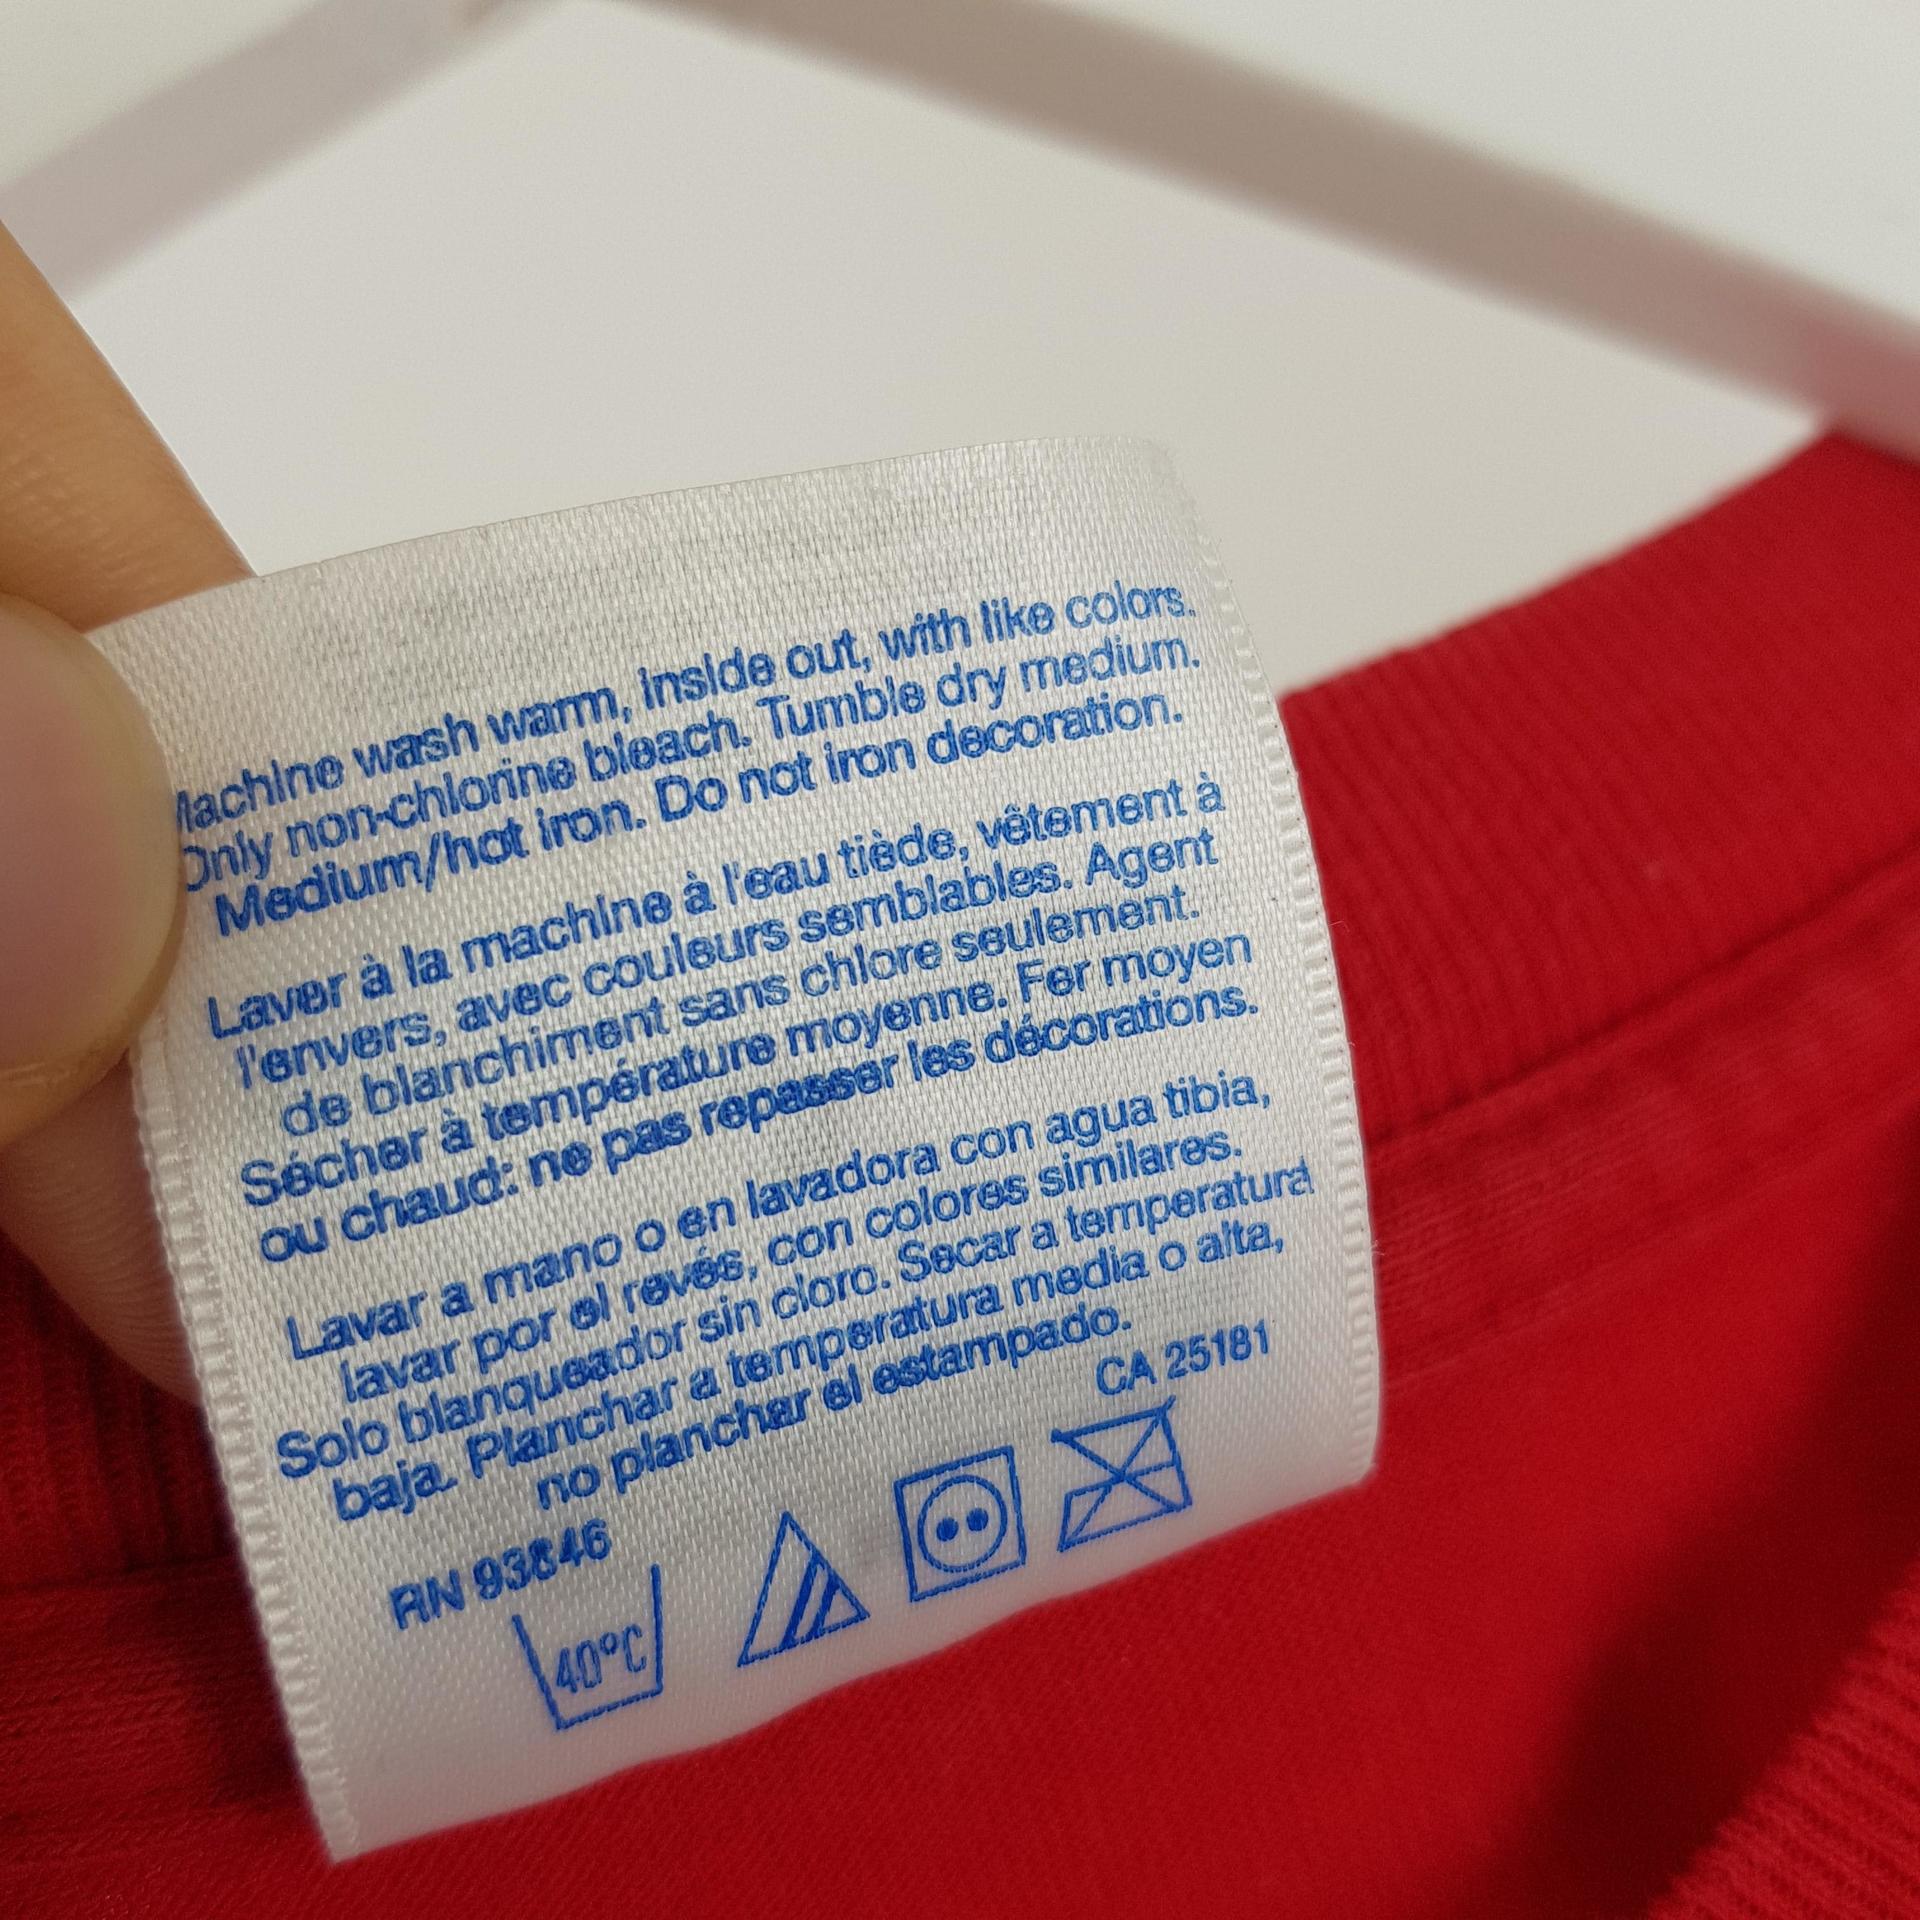 Machine wash warm, inside out, with like colors.
Only non-chlorine bleach. Tumble dry medium.
Medium/hot iron. Do not iron decoration.
Laver à la machine à l'eau tiède, vêtement à
l'envers, avec couleurs semblables. Agent
de blanchiment sans chlore seulement.
Sécher à température moyenne. Fer moyen
ou chaud: ne pas repasser les décorations.
Lavar a mano o en lavadora con agua tibia,
lavar por el revés, con colores similares.
Solo blanqueador sin cloro. Secar a temperatura
baja. Planchar a temperatura media o alta,
no planchar el estampado.
RN 93846 CA 25181
40°C